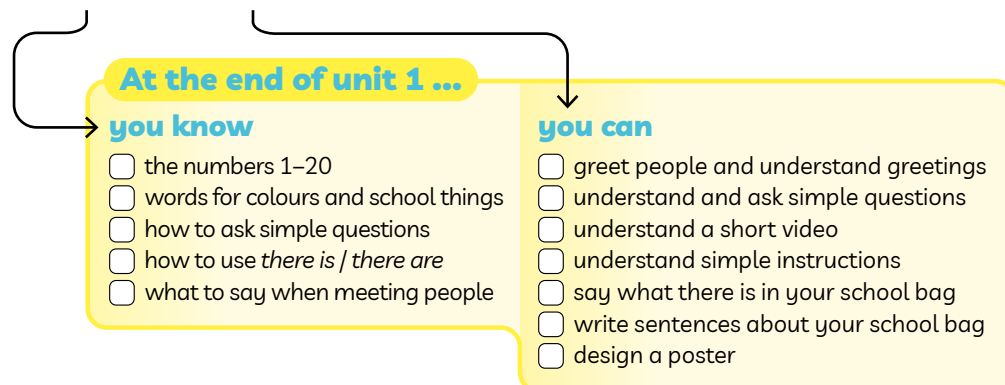 At the end of unit 1 ...
you know
the numbers 1–20
words for colours and school things
how to ask simple questions
how to use there is / there are
what to say when meeting people
you can
greet people and understand greetings
understand and ask simple questions
understand a short video
understand simple instructions
say what there is in your school bag
write sentences about your school bag
design a poster